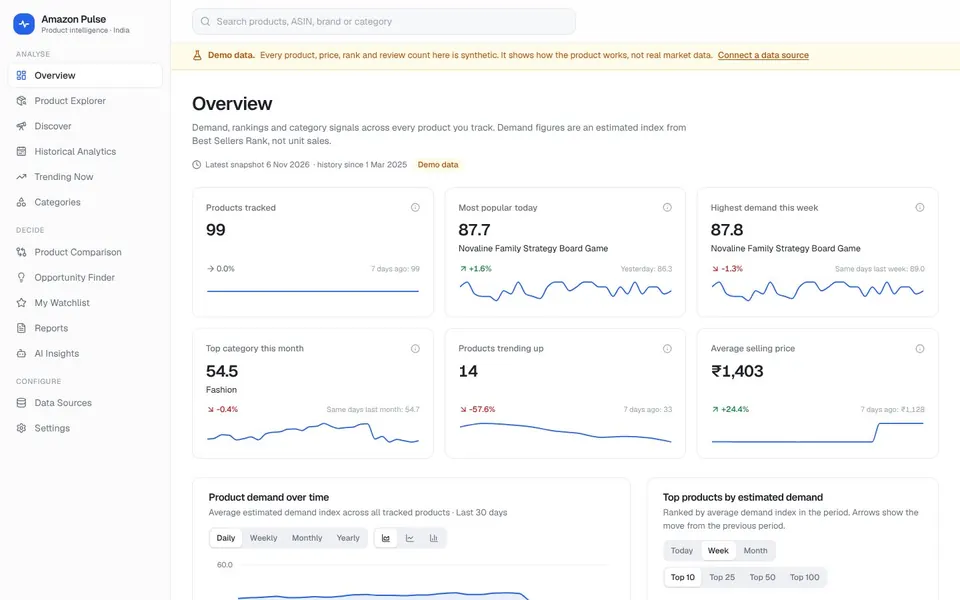 Amazon Pulse
Product intelligence · India
Search products, ASIN, brand or category
Demo data. Every product, price, rank and review count here is synthetic. It shows how the product works, not real market data. Connect a data source
ANALYSE
Overview
Product Explorer
Discover
Historical Analytics
Trending Now
Categories
DECIDE
Product Comparison
Opportunity Finder
My Watchlist
Reports
AI Insights
CONFIGURE
Data Sources
Settings
Overview
Demand, rankings and category signals across every product you track. Demand figures are an estimated index from
Best Sellers Rank, not unit sales.
Latest snapshot 6 Nov 2026 · history since 1 Mar 2025 Demo data
Products tracked
99
0.0% 7 days ago: 99
Most popular today
87.7
Novaline Family Strategy Board Game
+1.6% Yesterday: 86.3
Highest demand this week
87.8
Novaline Family Strategy Board Game
-1.3% Same days last week: 89.0
Top category this month
54.5
Fashion
-0.4% Same days last month: 54.7
Products trending up
14
-57.6% 7 days ago: 33
Average selling price
₹1,403
+24.4% 7 days ago: ₹1,128
Product demand over time
Average estimated demand index across all tracked products · Last 30 days
Daily Weekly Monthly Yearly
60.0
Top products by estimated demand
Ranked by average demand index in the period. Arrows show the
move from the previous period.
Today Week Month
Top 10 Top 25 Top 50 Top 100